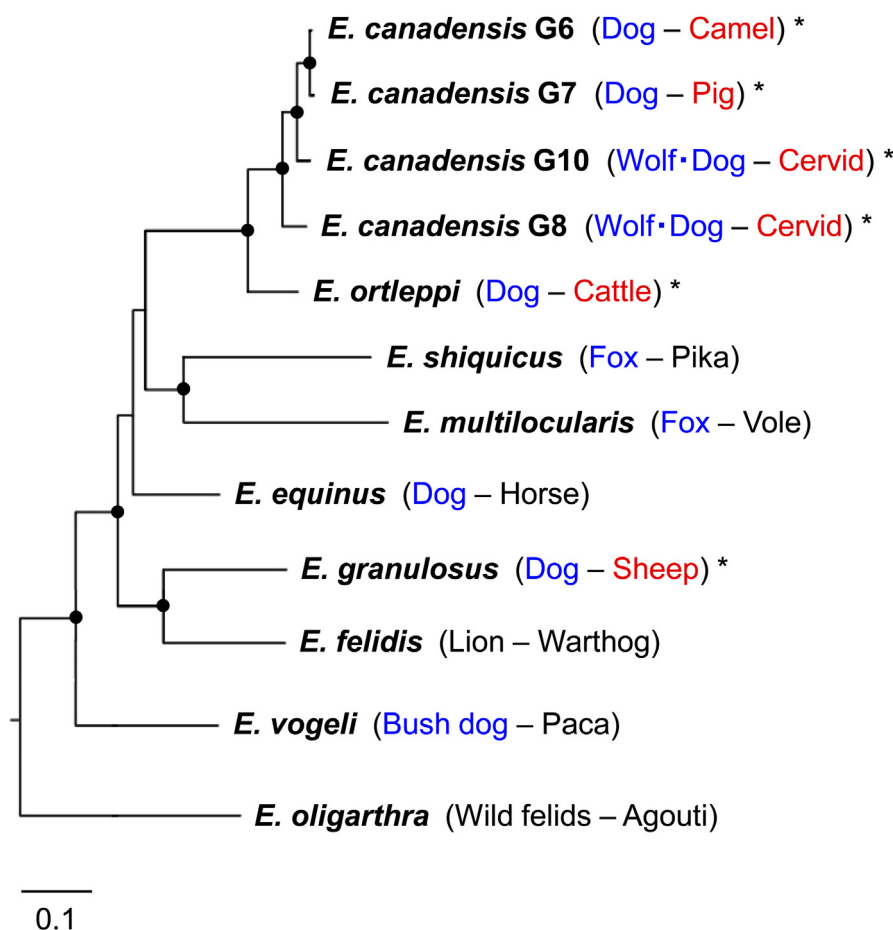 E. canadensis G6 (Dog – Camel) *
E. canadensis G7 (Dog – Pig) *
E. canadensis G10 (Wolf・Dog – Cervid) *
E. canadensis G8 (Wolf・Dog – Cervid) *
E. ortleppi (Dog – Cattle) *
E. shiquicus (Fox – Pika)
E. multilocularis (Fox – Vole)
E. equinus (Dog – Horse)
E. granulosus (Dog – Sheep) *
E. felidis (Lion – Warthog)
E. vogeli (Bush dog – Paca)
E. oligarthra (Wild felids – Agouti)
0.1